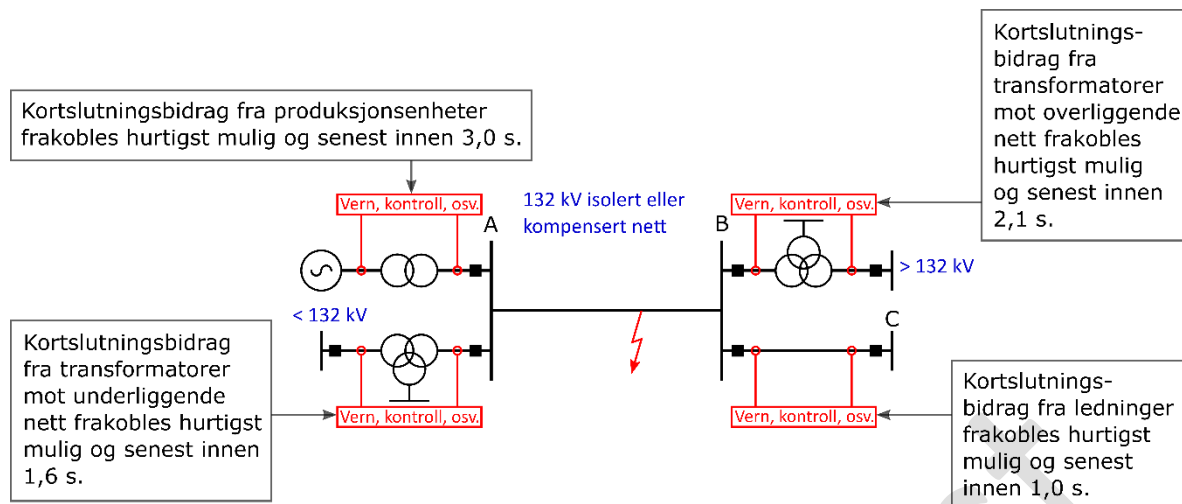 Kortslutningsbidrag fra produksjonsenheter
frakobles hurtigst mulig og senest innen 3,0 s.
Kortslutnings-
bidrag fra
transformatorer
mot overliggende
nett frakobles
hurtigst mulig
og senest innen
2,1 s.
Vern, kontroll, osv.
A
132 kV isolert eller
kompensert nett
B
Vern, kontroll, osv.
> 132 kV
< 132 kV
C
Kortslutningsbidrag
fra transformatorer
mot underliggende
nett frakobles hurtigst
mulig og senest innen
1,6 s.
Vern, kontroll, osv.
Vern, kontroll, osv.
Kortslutnings-
bidrag fra ledninger
frakobles hurtigst
mulig og senest
innen 1,0 s.